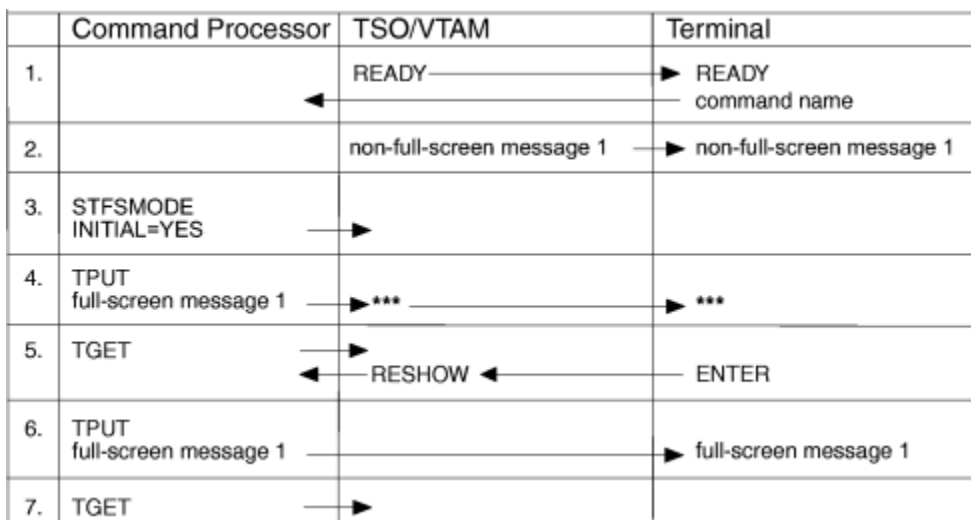 Command Processor TSO/VTAM Terminal
1. READY READY
command name
2. non-full-screen message 1 non-full-screen message 1
3. STFSMODE
INITIAL=YES
4. TPUT
full-screen message 1 *** ***
5. TGET
RESHOW ENTER
6. TPUT
full-screen message 1 full-screen message 1
7. TGET